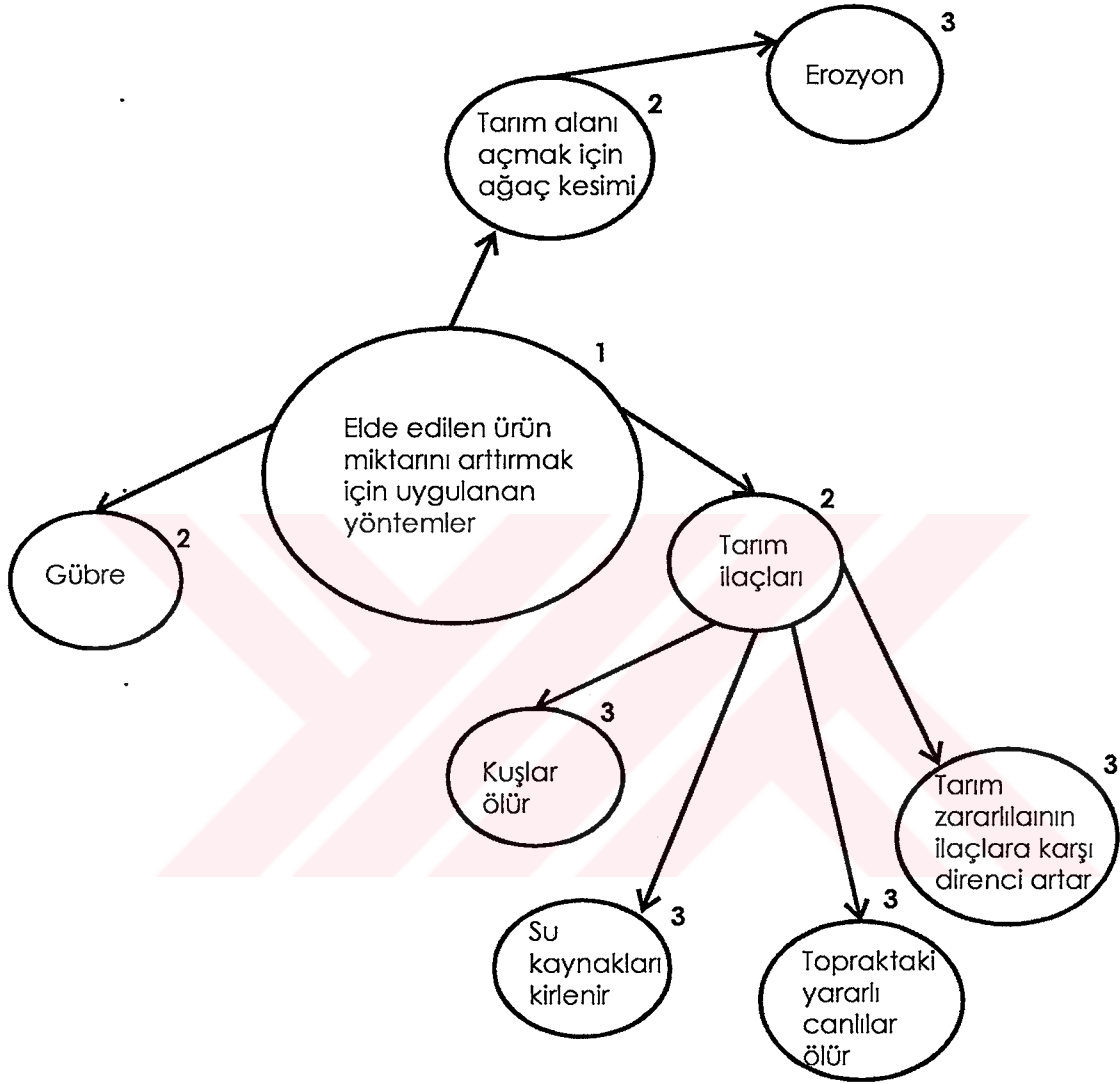 3
Erozyon
2
Tarım alanı
açmak için
ağaç kesimi
1
Elde edilen ürün
miktarını arttırmak
için uygulanan
yöntemler
2
Gübre
2
Tarım
ilaçları
3
Kuşlar
ölür
3
Tarım
zararlılaının
ilaçlara karşı
direnci artar
3
Su
kaynakları
kirlenir
3
Topraktaki
yararlı
canlılar
ölür